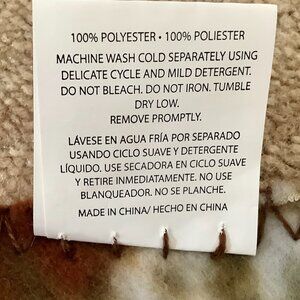 100% POLYESTER • 100% POLIESTER
MACHINE WASH COLD SEPARATELY USING
DELICATE CYCLE AND MILD DETERGENT.
DO NOT BLEACH. DO NOT IRON. TUMBLE
DRY LOW.
REMOVE PROMPTLY.
LÁVESE EN AGUA FRÍA POR SEPARADO
USANDO CICLO SUAVE Y DETERGENTE
LÍQUIDO. USE SECADORA EN CICLO SUAVE
Y RETIRE INMEDIATAMENTE. NO USE
BLANQUEADOR. NO SE PLANCHE.
MADE IN CHINA/ HECHO EN CHINA